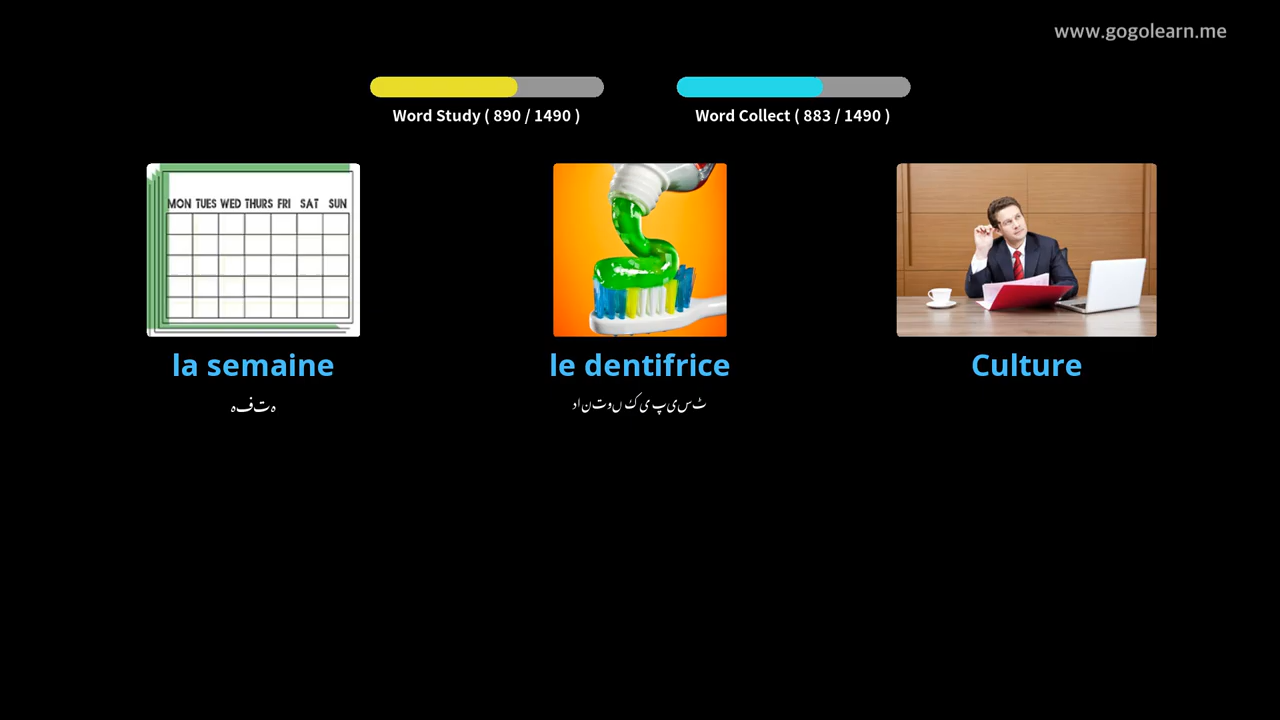 www.gogolearn.me
Word Study ( 890 / 1490 )
Word Collect ( 883 / 1490 )
MON TUES WED THURS FRI SAT SUN
la semaine
ہفتہ
le dentifrice
دانتوں کی پیسٹ
Culture